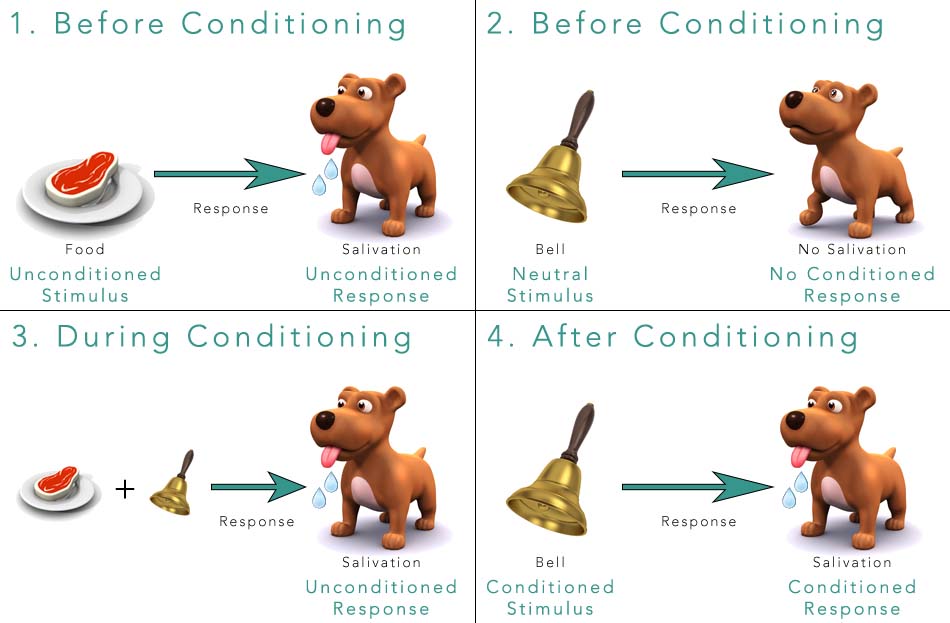 1. Before Conditioning
Response
Food
Salivation
Unconditioned
Stimulus
Unconditioned
Response
2. Before Conditioning
Response
Bell
No Salivation
Neutral
Stimulus
No Conditioned
Response
3. During Conditioning
+
Response
Salivation
Unconditioned
Response
4. After Conditioning
Response
Bell
Salivation
Conditioned
Stimulus
Conditioned
Response